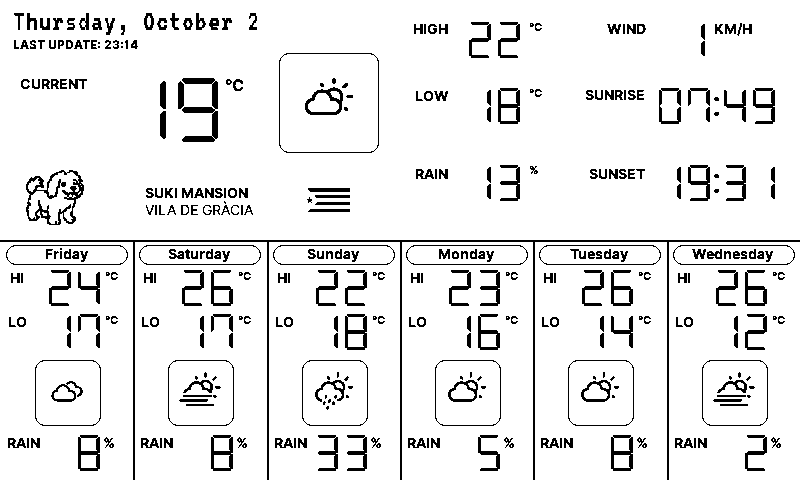 Thursday, October 2
LAST UPDATE: 23:14
CURRENT 19 °C
SUKI MANSION
VILA DE GRÀCIA
HIGH 22 °C
LOW 18 °C
RAIN 13 %
WIND 1 KM/H
SUNRISE 07:49
SUNSET 19:31
Friday
HI 24 °C
LO 17 °C
RAIN 8 %
Saturday
HI 26 °C
LO 17 °C
RAIN 8 %
Sunday
HI 22 °C
LO 18 °C
RAIN 33 %
Monday
HI 23 °C
LO 16 °C
RAIN 5 %
Tuesday
HI 26 °C
LO 14 °C
RAIN 8 %
Wednesday
HI 26 °C
LO 12 °C
RAIN 2 %